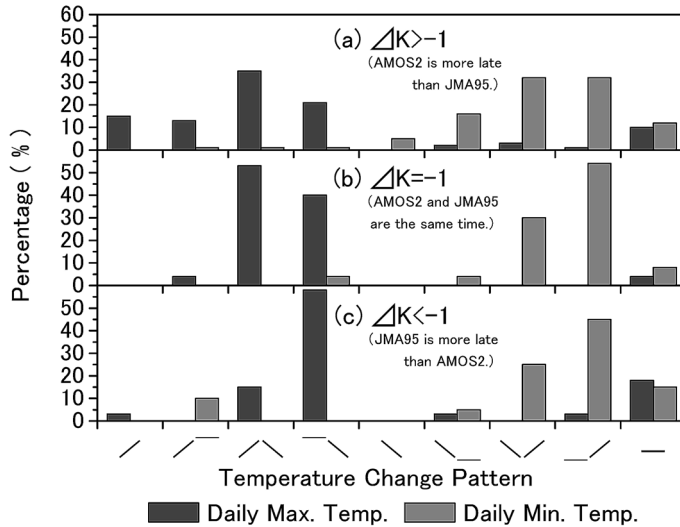 60
50
40
30
20
10
0
(a) ⊿K>-1
(AMOS2 is more late
than JMA95.)
50
40
30
20
10
0
(b) ⊿K=-1
(AMOS2 and JMA95
are the same time.)
50
40
30
20
10
0
(c) ⊿K<-1
(JMA95 is more late
than AMOS2.)
Percentage ( % )
Temperature Change Pattern
Daily Max. Temp. Daily Min. Temp.